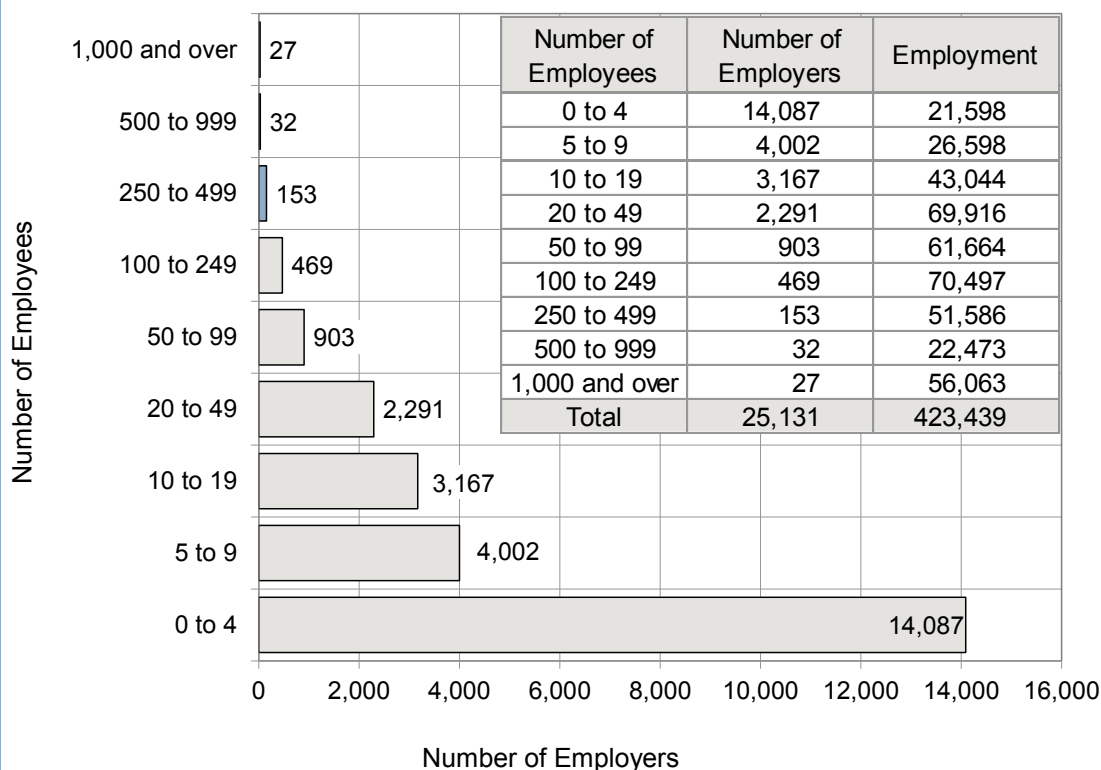 Number of Employees
1,000 and over
27
500 to 999
32
250 to 499
153
100 to 249
469
50 to 99
903
20 to 49
2,291
10 to 19
3,167
5 to 9
4,002
0 to 4
14,087
0 2,000 4,000 6,000 8,000 10,000 12,000 14,000 16,000
Number of Employers
Number of Employees Number of Employers Employment
0 to 4 14,087 21,598
5 to 9 4,002 26,598
10 to 19 3,167 43,044
20 to 49 2,291 69,916
50 to 99 903 61,664
100 to 249 469 70,497
250 to 499 153 51,586
500 to 999 32 22,473
1,000 and over 27 56,063
Total 25,131 423,439